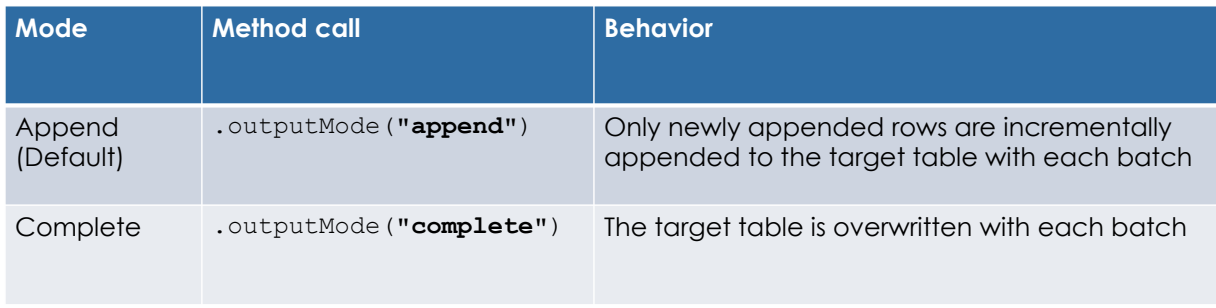 Mode Method call Behavior
Append .outputMode("append") Only newly appended rows are incrementally
(Default) appended to the target table with each batch
Complete .outputMode("complete") The target table is overwritten with each batch